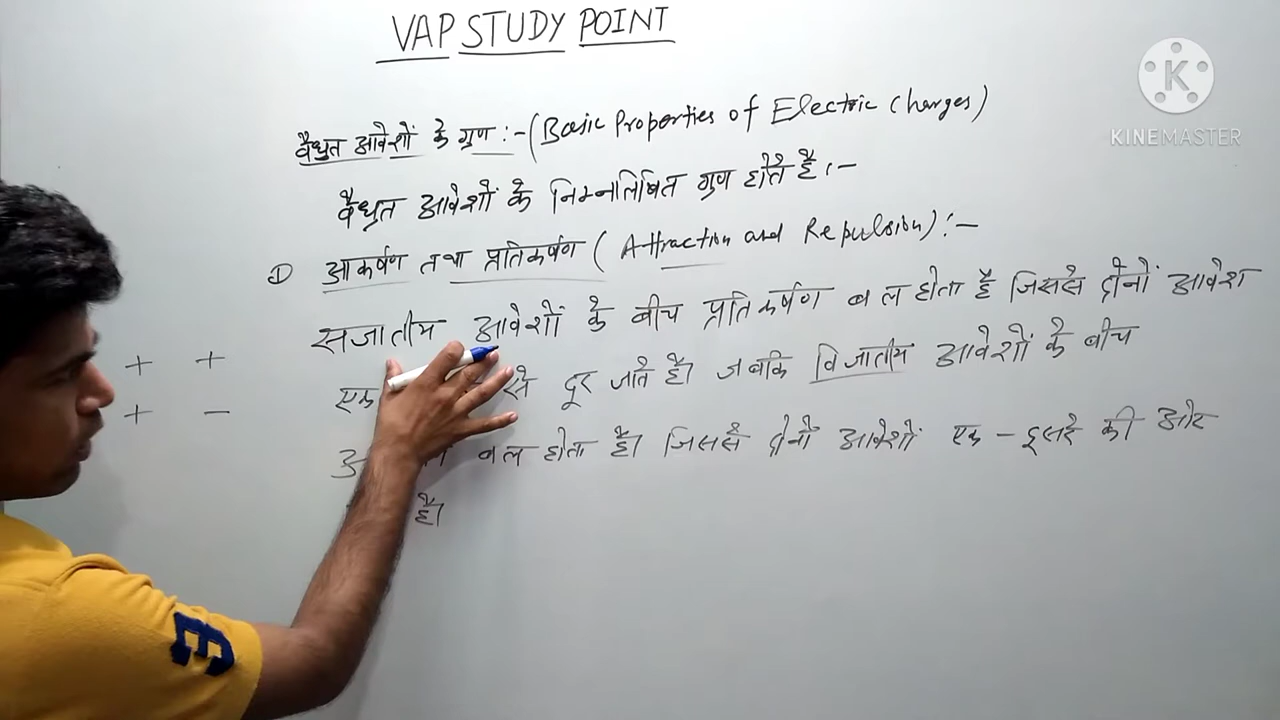 VAP STUDY POINT
KINEMASTER
वैधुत आवेशों के गुण :- (Basic Properties of Electric Charges)
वैधुत आवेशों के निम्नलिखित गुण होते है :-
① आकर्षण तथा प्रतिकर्षण (Attraction and Repulsion) :-
सजातीय आवेशों के बीच प्रतिकर्षण बल होता है जिससे दोनों आवेश
एक से दूर जाते है। जबकि विजातीय आवेशों के बीच
बल होता है। जिससे दोनों आवेशों एक - दूसरे की ओर
है।
+ +
+ -